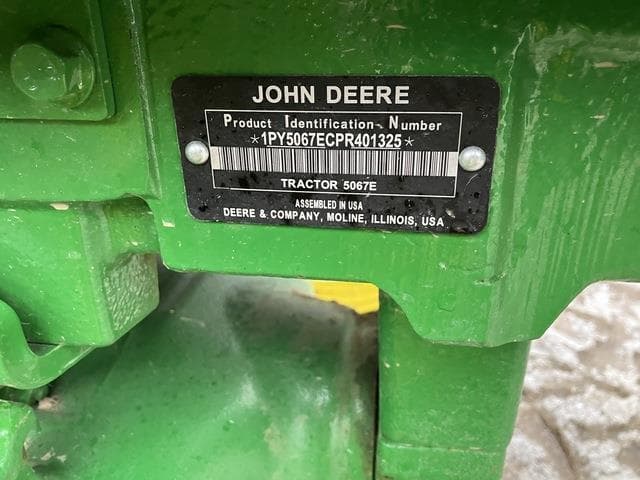 JOHN DEERE
Product Identification Number
*1PY5067ECPR401325*
TRACTOR 5067E
ASSEMBLED IN USA
DEERE & COMPANY, MOLINE, ILLINOIS, USA